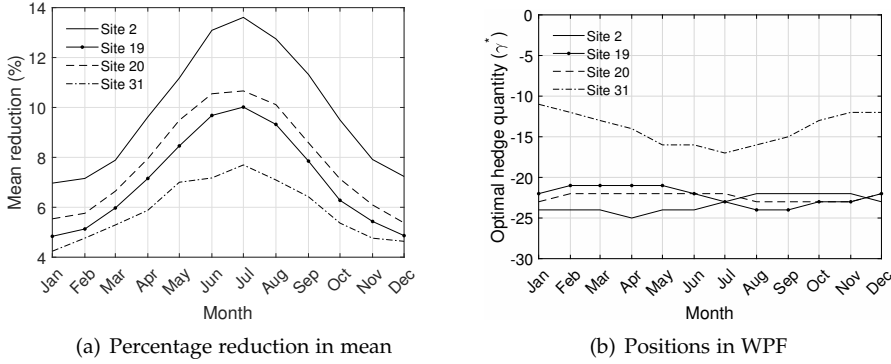 14
12
10
8
6
4
Mean reduction (%)
Site 2
Site 19
Site 20
Site 31
Jan
Feb
Mar
Apr
May
Jun
Jul
Aug
Sep
Oct
Nov
Dec
Month
(a) Percentage reduction in mean
0
-5
-10
-15
-20
-25
-30
Optimal hedge quantity (γ*)
Site 2
Site 19
Site 20
Site 31
Jan
Feb
Mar
Apr
May
Jun
Jul
Aug
Sep
Oct
Nov
Dec
Month
(b) Positions in WPF